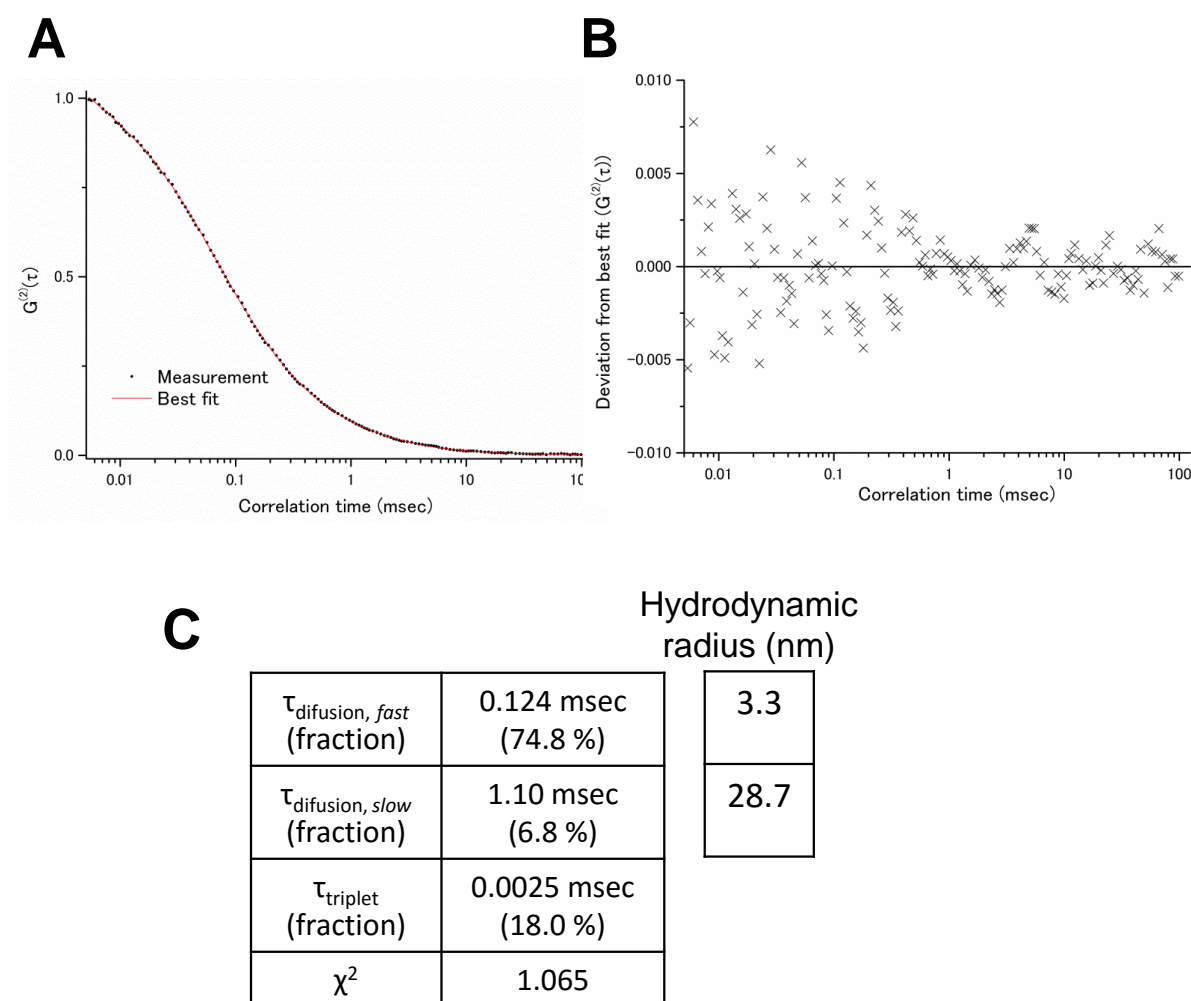 A
1.0
0.5
0.0
G(2)(τ)
Measurement
Best fit
0.01 0.1 1 10 10
Correlation time (msec)
B
0.010
0.005
0.000
−0.005
−0.010
Deviation from best fit (G(2)(τ))
0.01 0.1 1 10 100
Correlation time (msec)
C
Hydrodynamic
radius (nm)
τdifusion, fast
(fraction)
0.124 msec
(74.8 %)
3.3
τdifusion, slow
(fraction)
1.10 msec
(6.8 %)
28.7
τtriplet
(fraction)
0.0025 msec
(18.0 %)
χ2
1.065